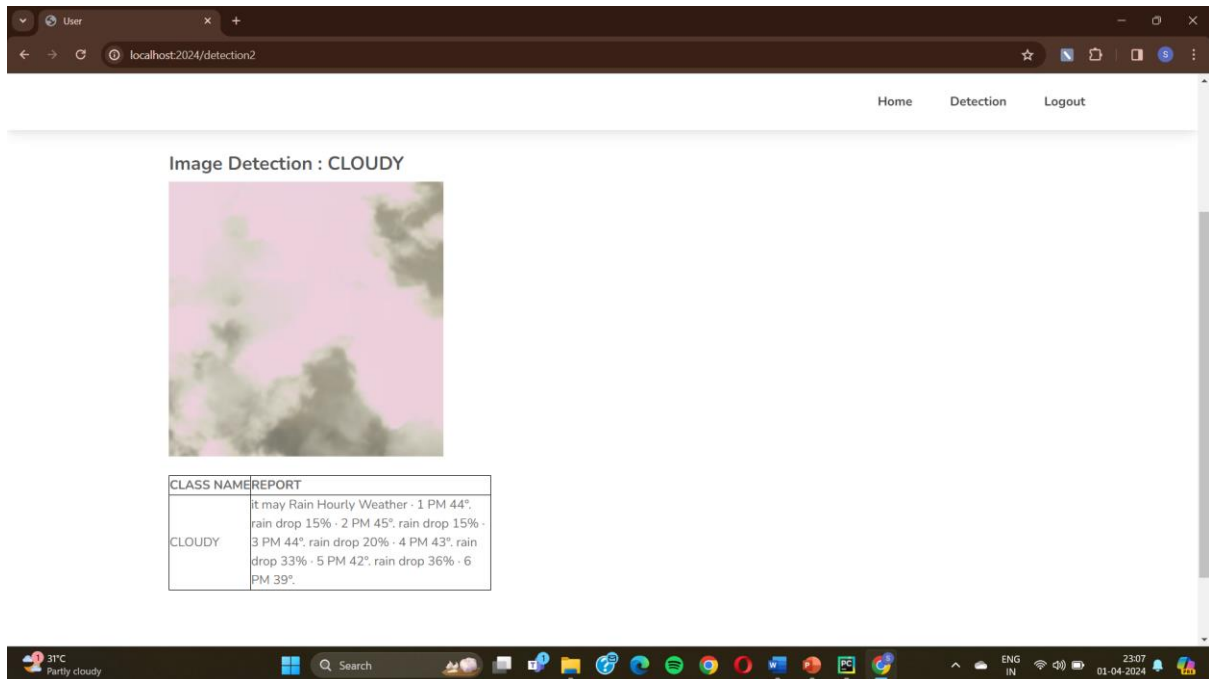 User
localhost:2024/detection2
S
Home Detection Logout
Image Detection : CLOUDY
CLASS NAME REPORT
CLOUDY
it may Rain Hourly Weather · 1 PM 44°.
rain drop 15% · 2 PM 45°. rain drop 15% ·
3 PM 44°. rain drop 20% · 4 PM 43°. rain
drop 33% · 5 PM 42°. rain drop 36% · 6
PM 39°.
1
31°C
Partly cloudy
Search
ENG
IN
23:07
01-04-2024